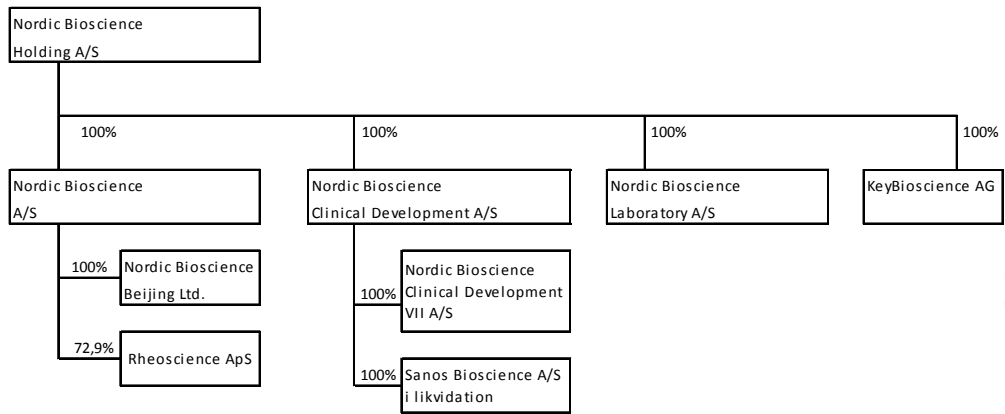 Nordic Bioscience
Holding A/S
100%
100%
100%
100%
Nordic Bioscience
A/S
Nordic Bioscience
Clinical Development A/S
Nordic Bioscience
Laboratory A/S
KeyBioscience AG
100%
Nordic Bioscience
Beijing Ltd.
72,9%
Rheoscience ApS
100%
Nordic Bioscience
Clinical Development
VII A/S
100%
Sanos Bioscience A/S
i likvidation